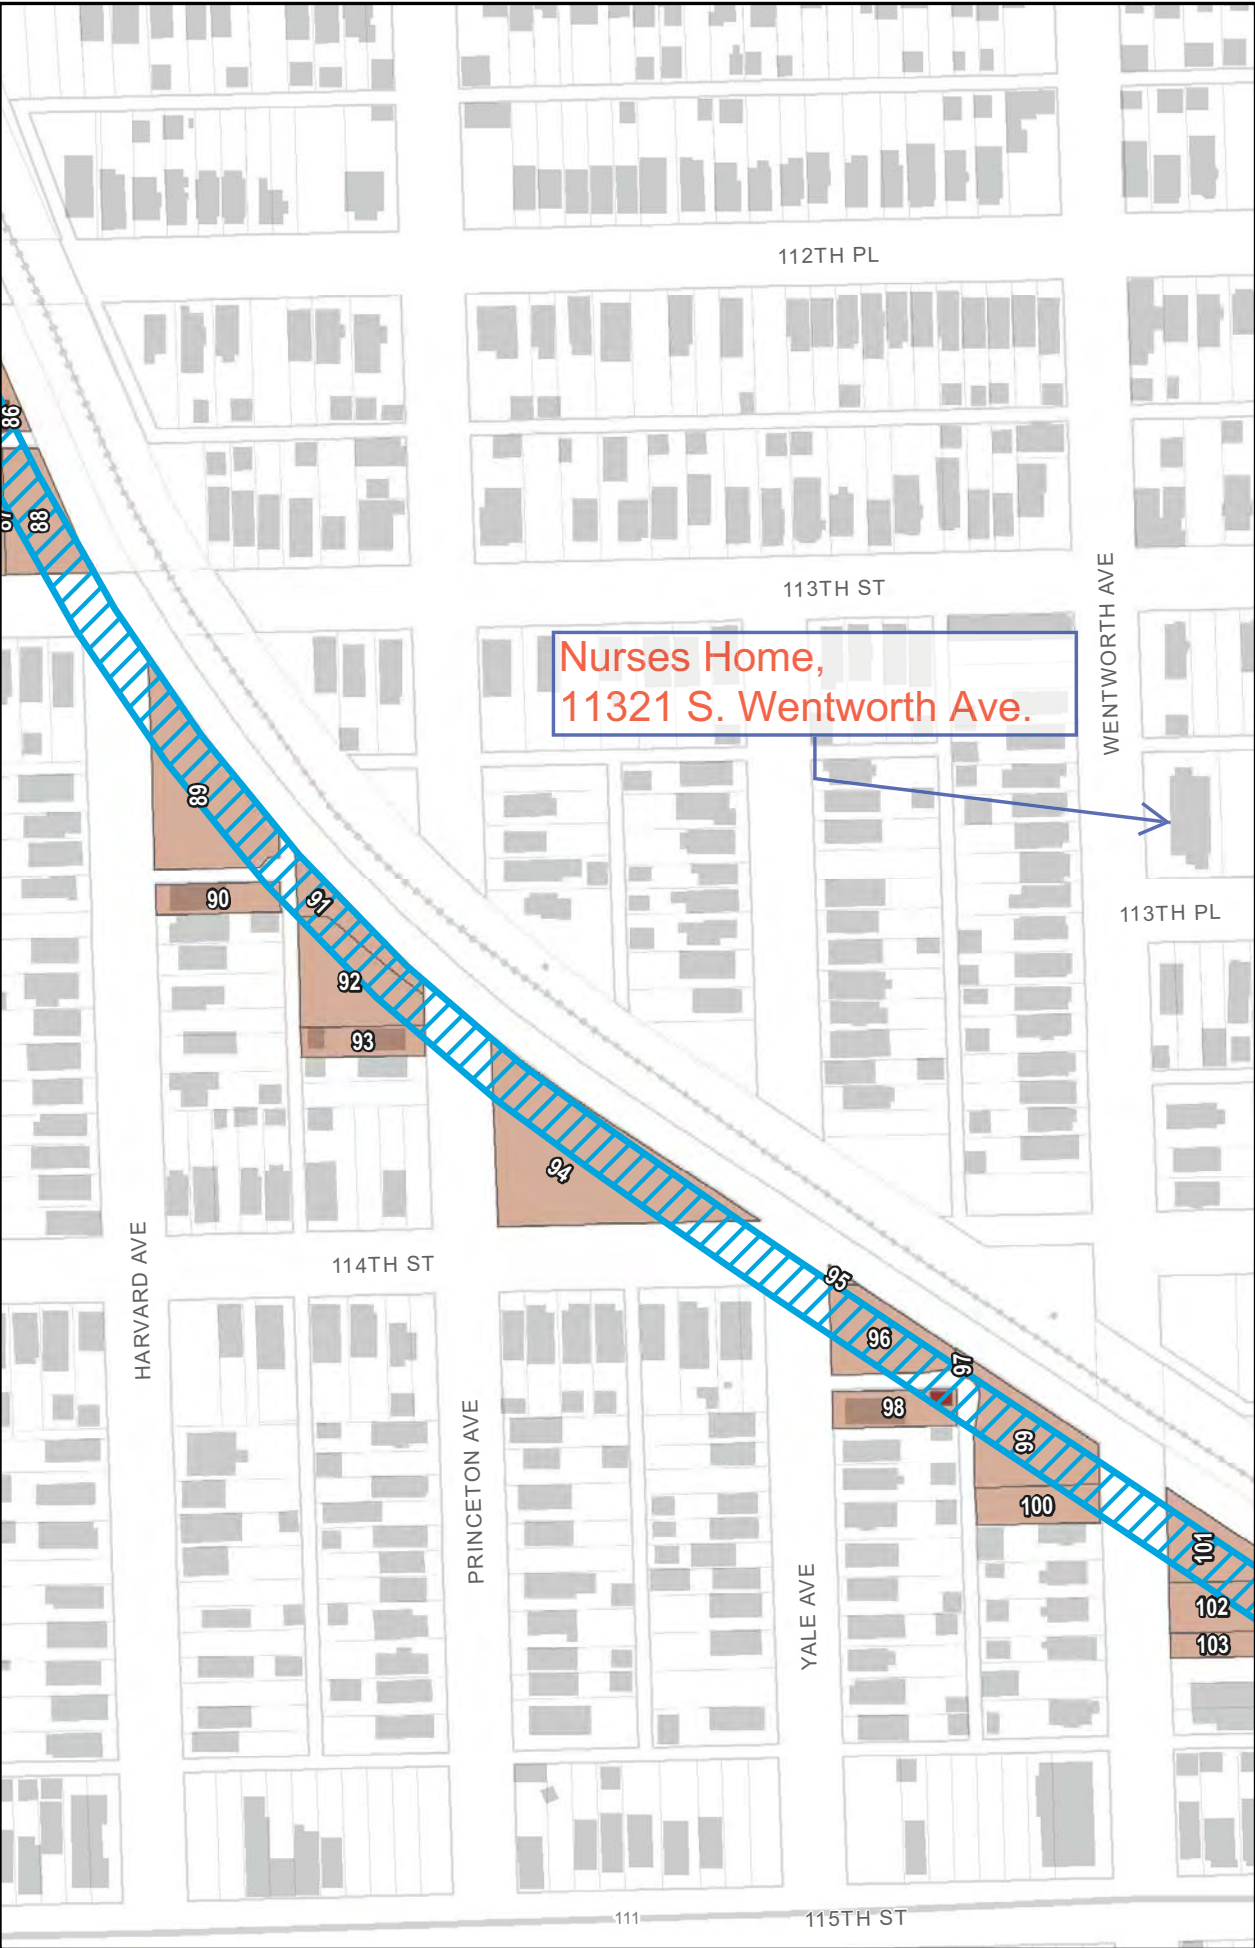 112TH PL
86
87
88
113TH ST
WENTWORTH AVE
Nurses Home,
11321 S. Wentworth Ave.
89
90
91
113TH PL
92
93
94
HARVARD AVE
114TH ST
95
96
97
98
PRINCETON AVE
99
100
101
YALE AVE
102
103
111
115TH ST